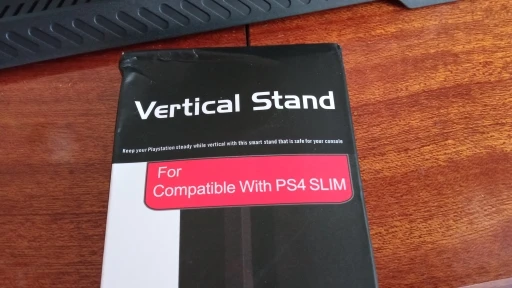 Vertical Stand
Keep your Playstation steady while vertical with this smart stand that is safe for your console
For
Compatible With PS4 SLIM